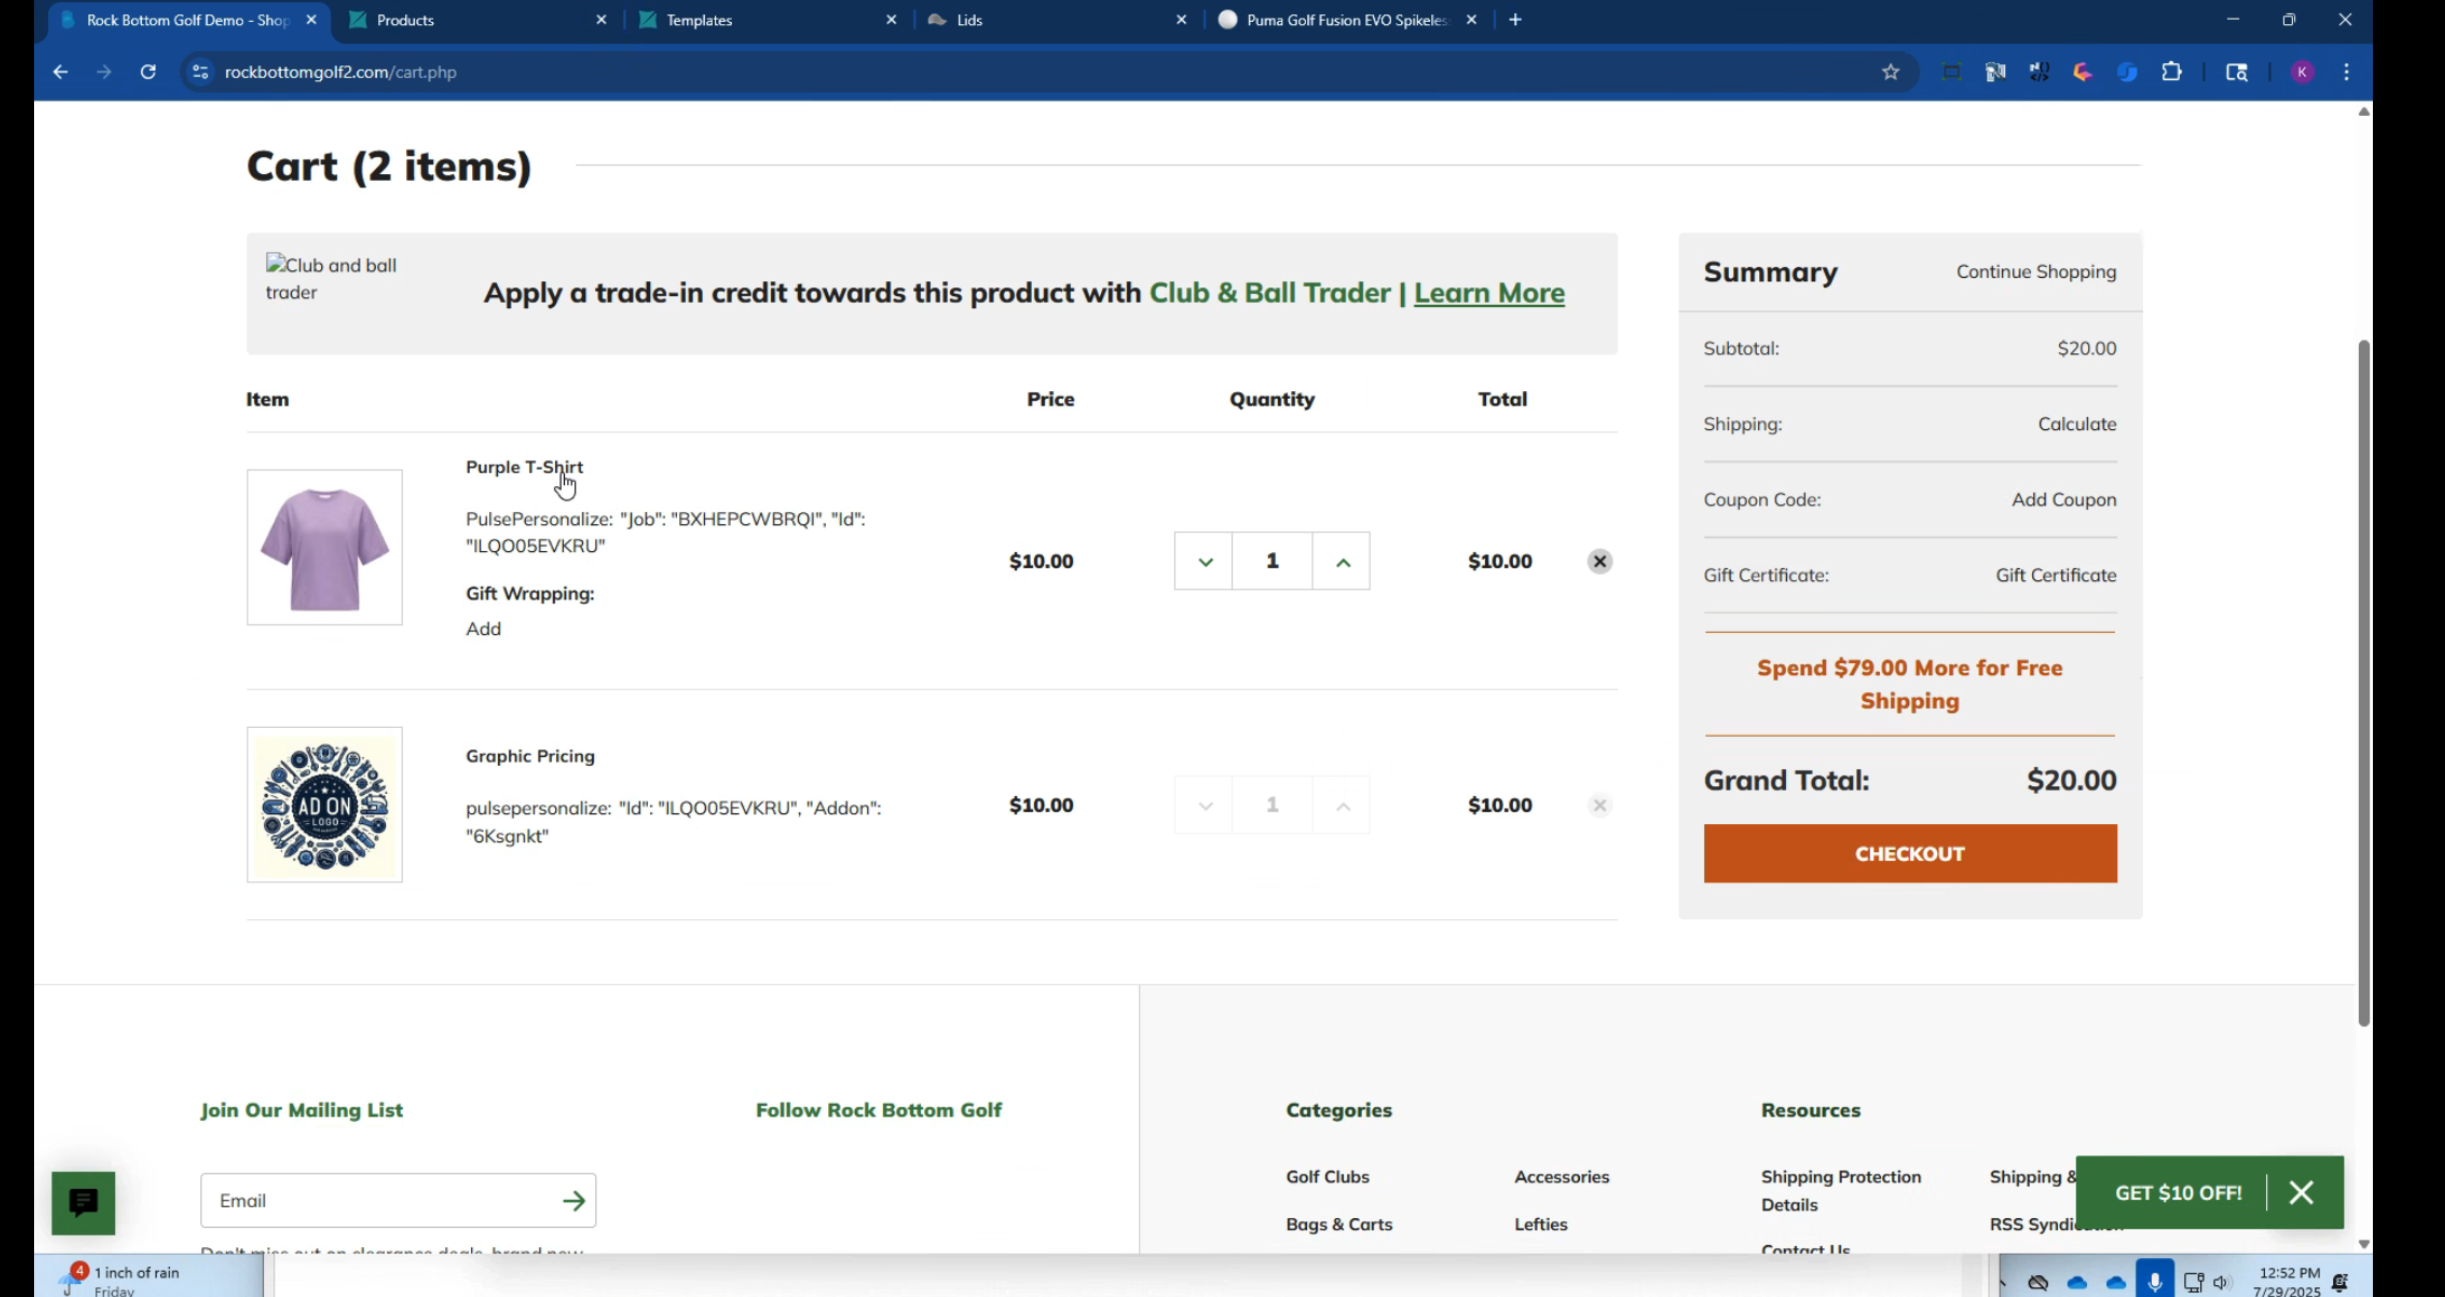 Rock Bottom Golf Demo - Shop
Products
Templates
Lids
Puma Golf Fusion EVO Spikeles
rockbottomgolf2.com/cart.php
K
Cart (2 items)
Club and ball
trader
Apply a trade-in credit towards this product with Club & Ball Trader | Learn More
Item Price Quantity Total
Purple T-Shirt
PulsePersonalize: "Job": "BXHEPCWBRQI", "Id":
"ILQO05EVKRU"
Gift Wrapping:
Add
$10.00 1 $10.00
Graphic Pricing
AD ON
LOGO
pulsepersonalize: "Id": "ILQO05EVKRU", "Addon":
"6Ksgnkt"
$10.00 1 $10.00
Summary Continue Shopping
Subtotal: $20.00
Shipping: Calculate
Coupon Code: Add Coupon
Gift Certificate: Gift Certificate
Spend $79.00 More for Free
Shipping
Grand Total: $20.00
CHECKOUT
Join Our Mailing List
Email
Don't miss out on clearance deals, brand new
Follow Rock Bottom Golf
Categories
Golf Clubs Accessories
Bags & Carts Lefties
Resources
Shipping Protection
Details
Contact Us
Shipping &
RSS Syndication
GET $10 OFF!
4
1 inch of rain
Friday
12:52 PM
7/29/2025